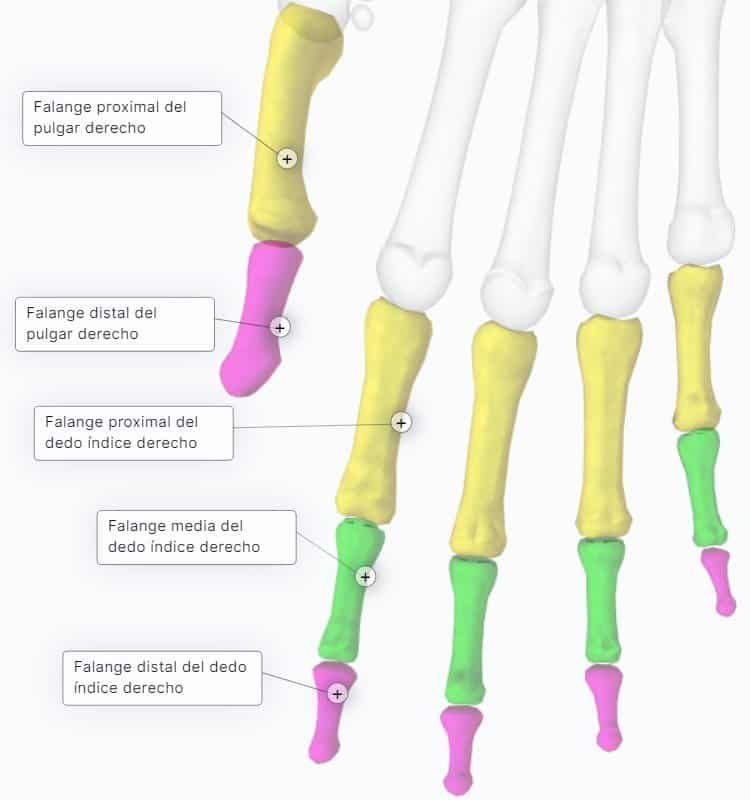 Falange proximal del
pulgar derecho
Falange distal del
pulgar derecho
Falange proximal del
dedo índice derecho
Falange media del
dedo índice derecho
Falange distal del dedo
índice derecho